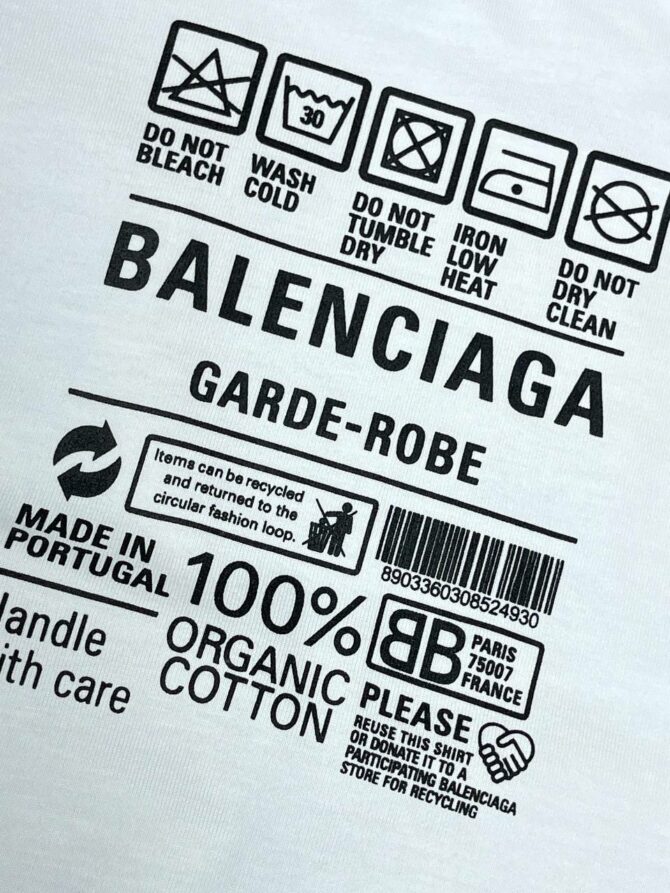 30
DO NOT
BLEACH
WASH
COLD
DO NOT
TUMBLE
DRY
IRON
LOW
HEAT
DO NOT
DRY
CLEAN
BALENCIAGA
GARDE-ROBE
Items can be recycled
and returned to the
circular fashion loop.
8903360308524930
MADE IN
PORTUGAL
100%
ORGANIC
COTTON
BB
PARIS
75007
FRANCE
andle
ith care
PLEASE
REUSE THIS SHIRT
OR DONATE IT TO A
PARTICIPATING BALENCIAGA
STORE FOR RECYCLING